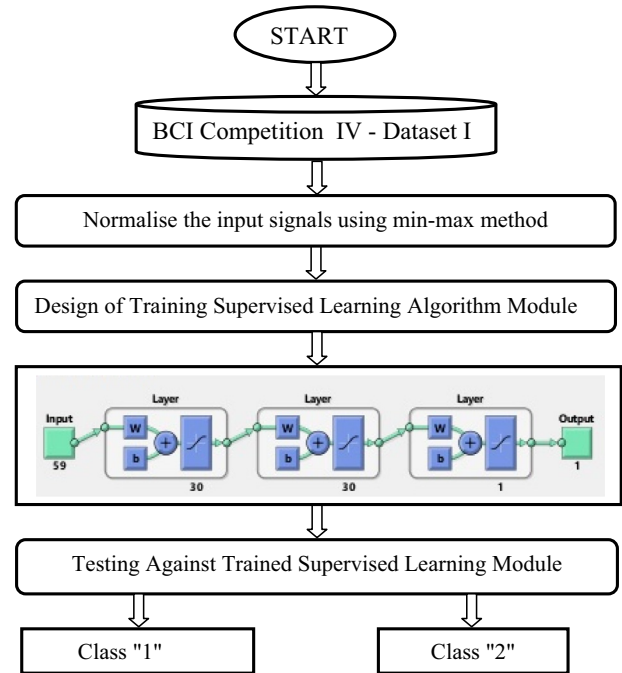 START
BCI Competition IV - Dataset I
Normalise the input signals using min-max method
Design of Training Supervised Learning Algorithm Module
Layer Layer Layer
Input Output
W W W
b b b
+ + +
59 1
30 30 1
Testing Against Trained Supervised Learning Module
Class "1" Class "2"